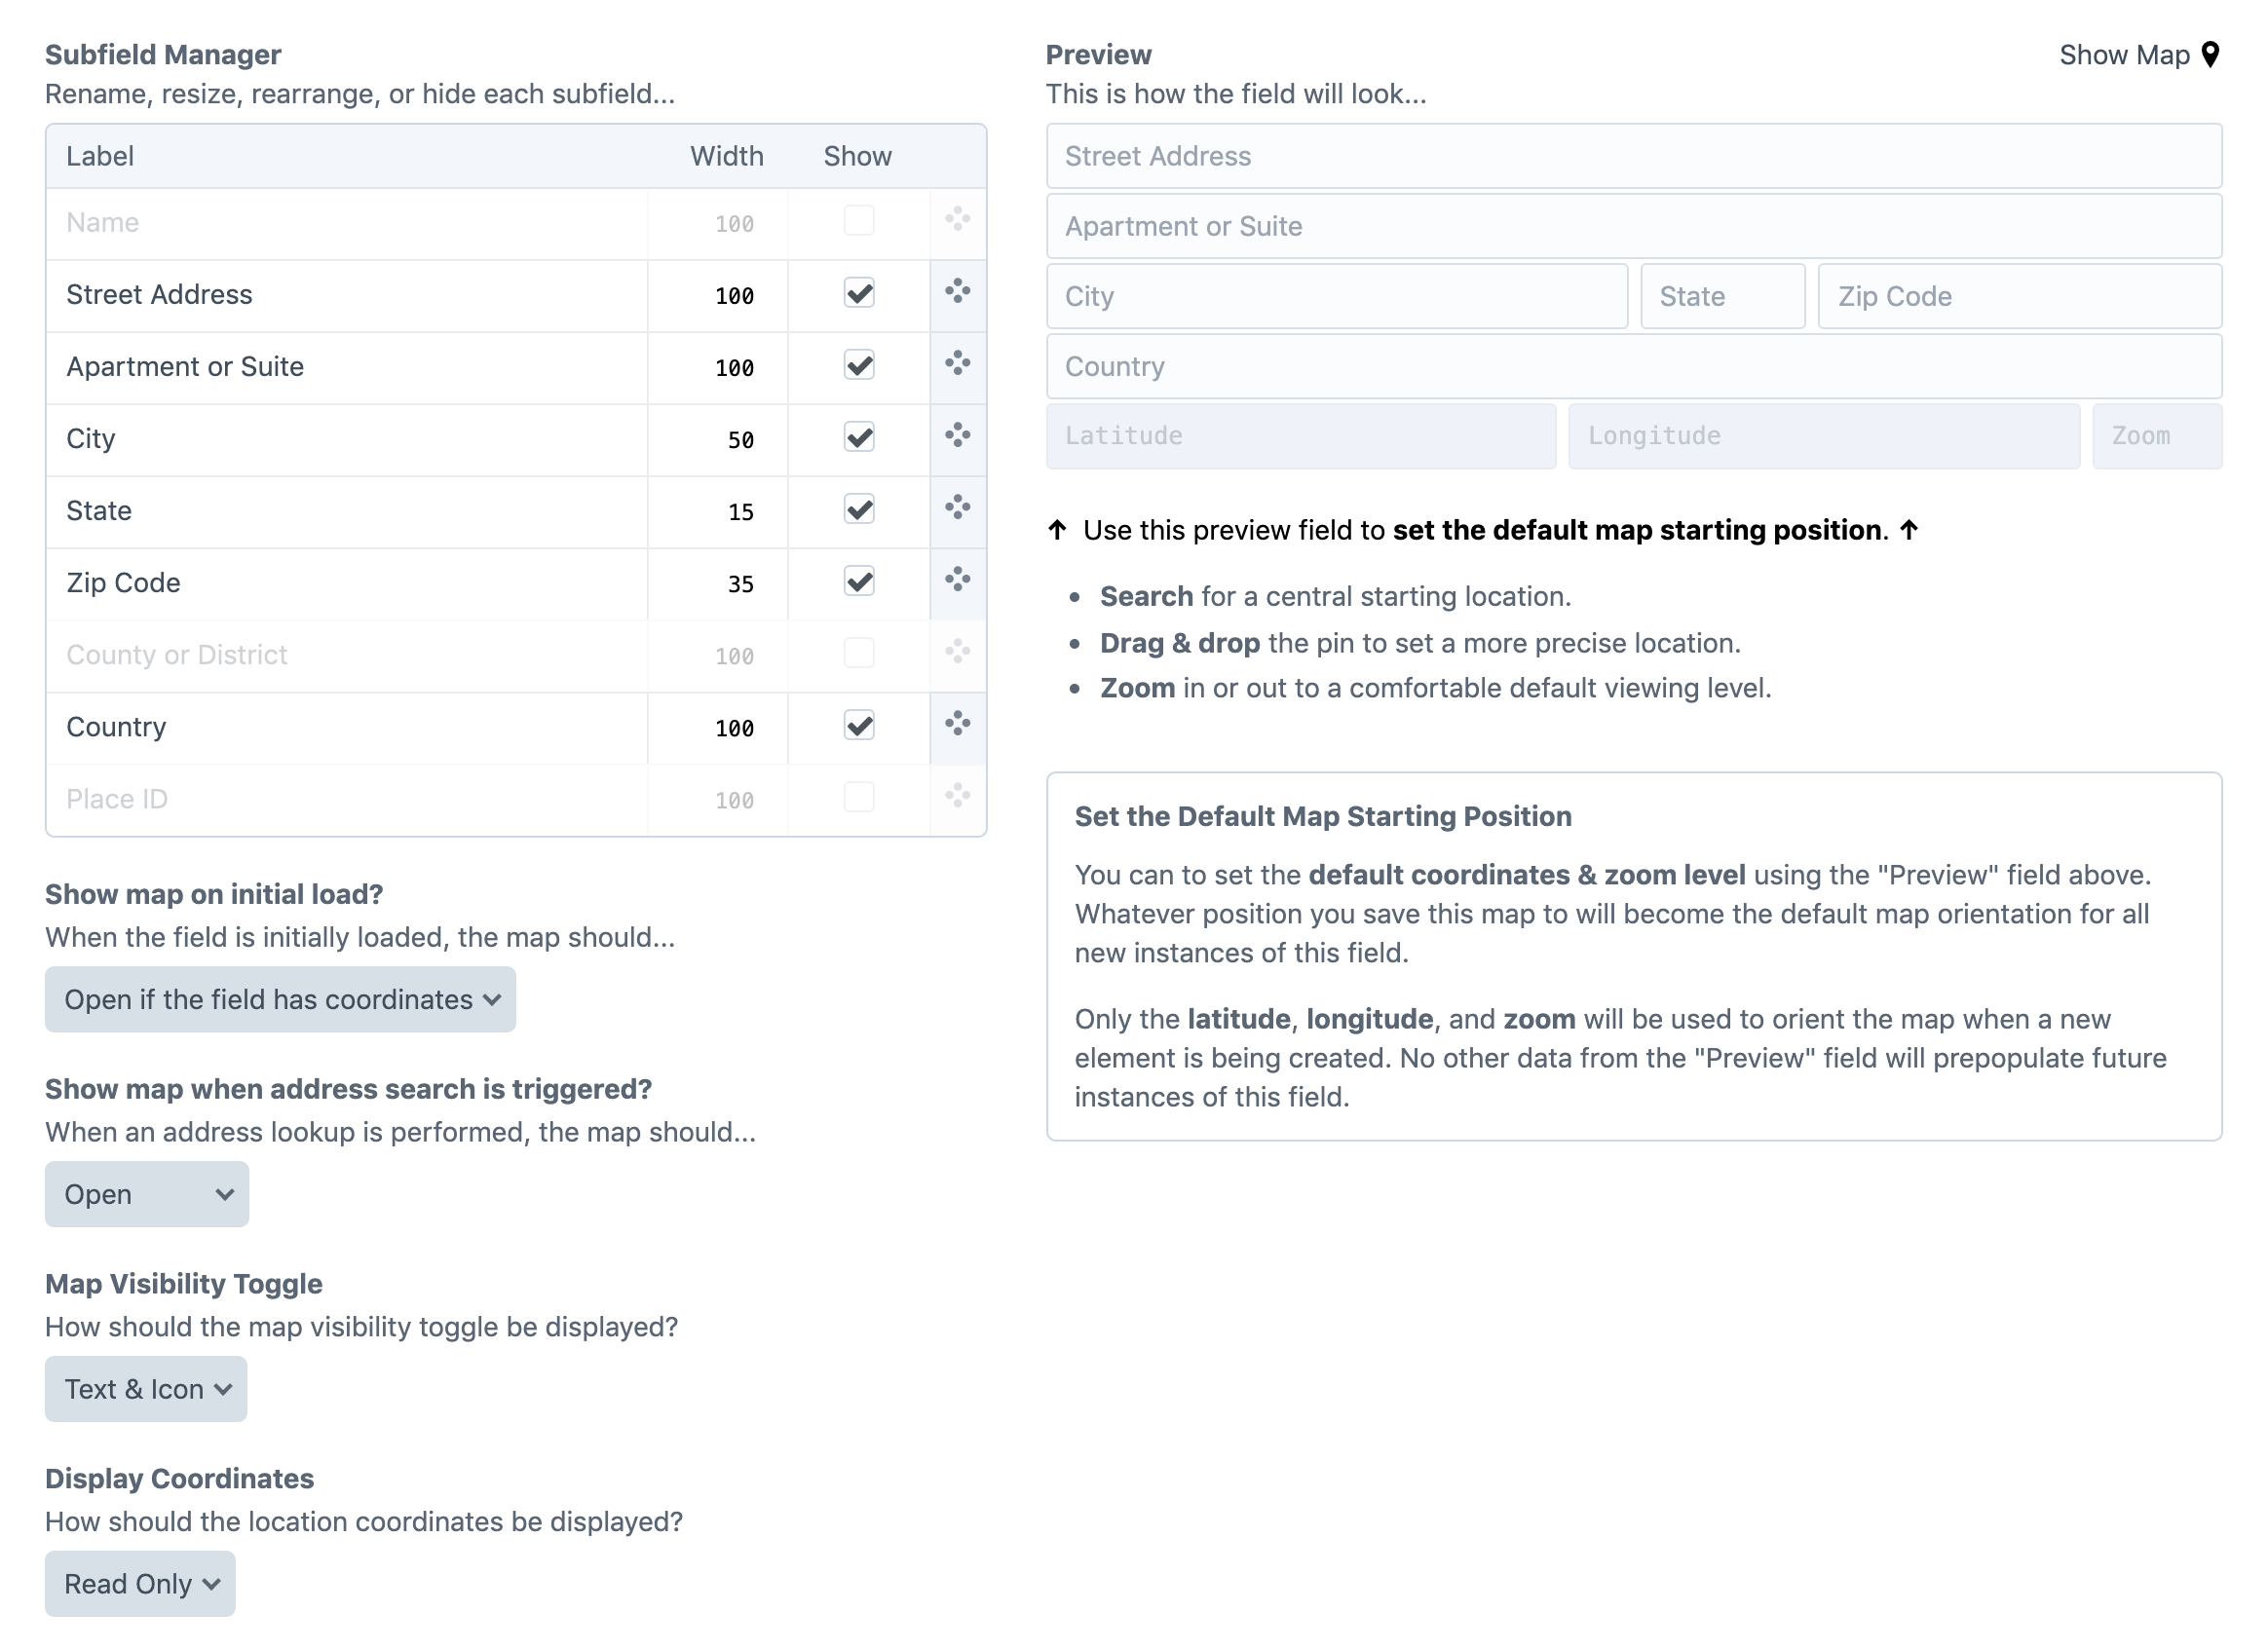 Subfield Manager
Rename, resize, rearrange, or hide each subfield...
Label Width Show
Name 100
Street Address 100
Apartment or Suite 100
City 50
State 15
Zip Code 35
County or District 100
Country 100
Place ID 100
Show map on initial load?
When the field is initially loaded, the map should...
Open if the field has coordinates
Show map when address search is triggered?
When an address lookup is performed, the map should...
Open
Map Visibility Toggle
How should the map visibility toggle be displayed?
Text & Icon
Display Coordinates
How should the location coordinates be displayed?
Read Only
Preview
Show Map
This is how the field will look...
Street Address
Apartment or Suite
City State Zip Code
Country
Latitude Longitude Zoom
↑ Use this preview field to set the default map starting position. ↑
• Search for a central starting location.
• Drag & drop the pin to set a more precise location.
• Zoom in or out to a comfortable default viewing level.
Set the Default Map Starting Position
You can to set the default coordinates & zoom level using the "Preview" field above.
Whatever position you save this map to will become the default map orientation for all
new instances of this field.
Only the latitude, longitude, and zoom will be used to orient the map when a new
element is being created. No other data from the "Preview" field will prepopulate future
instances of this field.